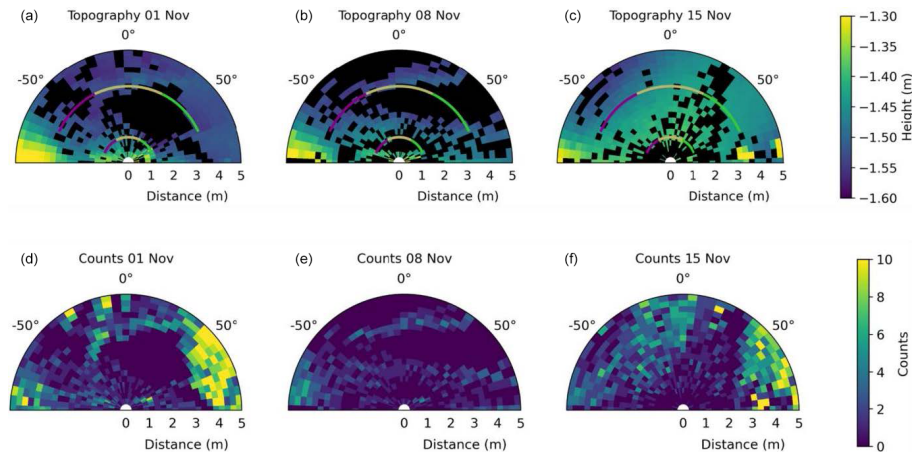 (a) Topography 01 Nov
(b) Topography 08 Nov
(c) Topography 15 Nov
0° 0° 0°
-50° 50° -50° 50° -50° 50°
0 1 2 3 4 5 0 1 2 3 4 5 0 1 2 3 4 5
Distance (m) Distance (m) Distance (m)
−1.30
−1.35
−1.40
−1.45
−1.50
−1.55
−1.60
Height (m)
(d) Counts 01 Nov
(e) Counts 08 Nov
(f) Counts 15 Nov
0° 0° 0°
-50° 50° -50° 50° -50° 50°
0 1 2 3 4 5 0 1 2 3 4 5 0 1 2 3 4 5
Distance (m) Distance (m) Distance (m)
10
8
6
4
2
0
Counts